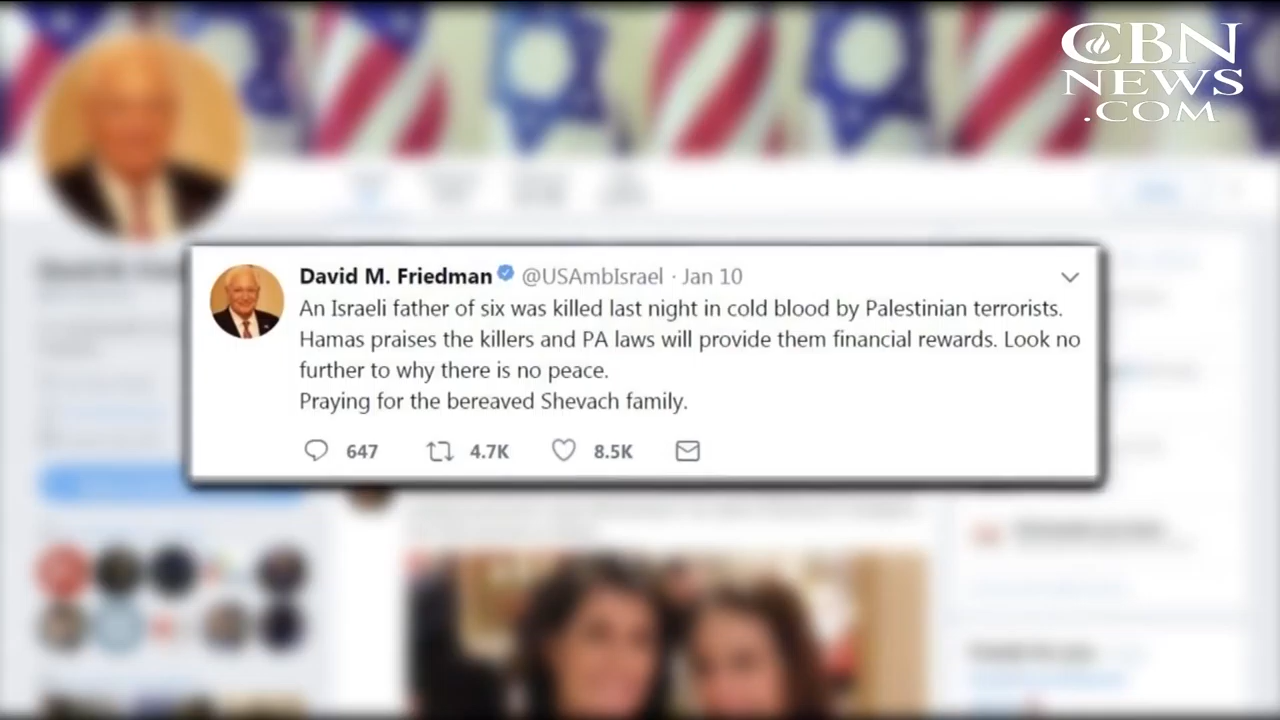 CBN
NEWS
.COM
David M. Friedman @USAmbIsrael · Jan 10
An Israeli father of six was killed last night in cold blood by Palestinian terrorists.
Hamas praises the killers and PA laws will provide them financial rewards. Look no
further to why there is no peace.
Praying for the bereaved Shevach family.
647 4.7K 8.5K